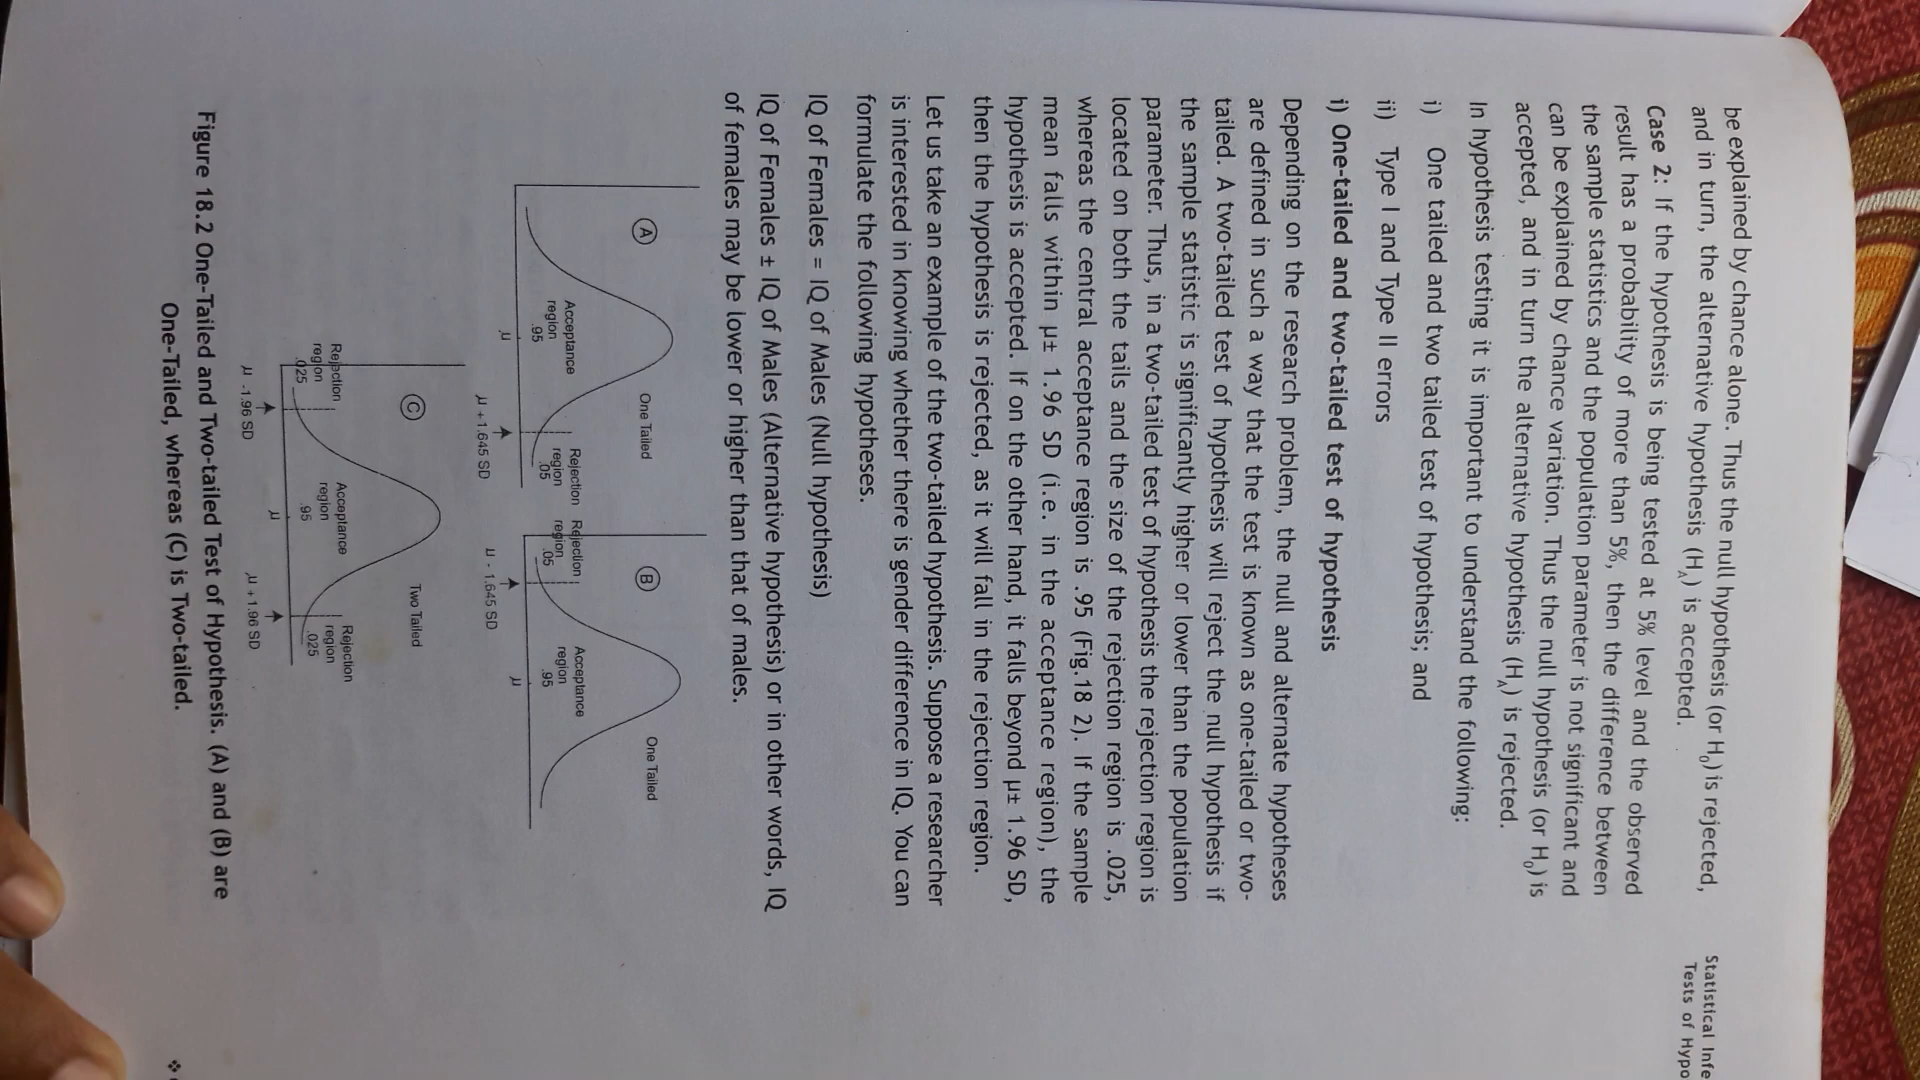 Statistical Infe
Tests of Hypo
be explained by chance alone. Thus the null hypothesis (or H0) is rejected,
and in turn, the alternative hypothesis (HA) is accepted.
Case 2: If the hypothesis is being tested at 5% level and the observed
result has a probability of more than 5%, then the difference between
the sample statistics and the population parameter is not significant and
can be explained by chance variation. Thus the null hypothesis (or H0) is
accepted, and in turn the alternative hypothesis (HA) is rejected.
In hypothesis testing it is important to understand the following:
i) One tailed and two tailed test of hypothesis; and
ii) Type I and Type II errors
i) One-tailed and two-tailed test of hypothesis
Depending on the research problem, the null and alternate hypotheses
are defined in such a way that the test is known as one-tailed or two-
tailed. A two-tailed test of hypothesis will reject the null hypothesis if
the sample statistic is significantly higher or lower than the population
parameter. Thus, in a two-tailed test of hypothesis the rejection region is
located on both the tails and the size of the rejection region is .025,
whereas the central acceptance region is .95 (Fig.18 2). If the sample
mean falls within μ± 1.96 SD (i.e. in the acceptance region), the
hypothesis is accepted. If on the other hand, it falls beyond μ± 1.96 SD,
then the hypothesis is rejected, as it will fall in the rejection region.
Let us take an example of the two-tailed hypothesis. Suppose a researcher
is interested in knowing whether there is gender difference in IQ. You can
formulate the following hypotheses.
IQ of Females = IQ of Males (Null hypothesis)
IQ of Females ± IQ of Males (Alternative hypothesis) or in other words, IQ
of females may be lower or higher than that of males.
A
One Tailed
Acceptance
region
.95
Rejection
region
.05
μ
μ +1.645 SD
B
One Tailed
Rejection
region
.05
Acceptance
region
.95
μ - 1.645 SD
μ
C
Two Tailed
Rejection
region
.025
Acceptance
region
.95
Rejection
region
.025
μ -1.96 SD
μ
μ +1.96 SD
Figure 18.2 One-Tailed and Two-tailed Test of Hypothesis. (A) and (B) are
One-Tailed, whereas (C) is Two-tailed.